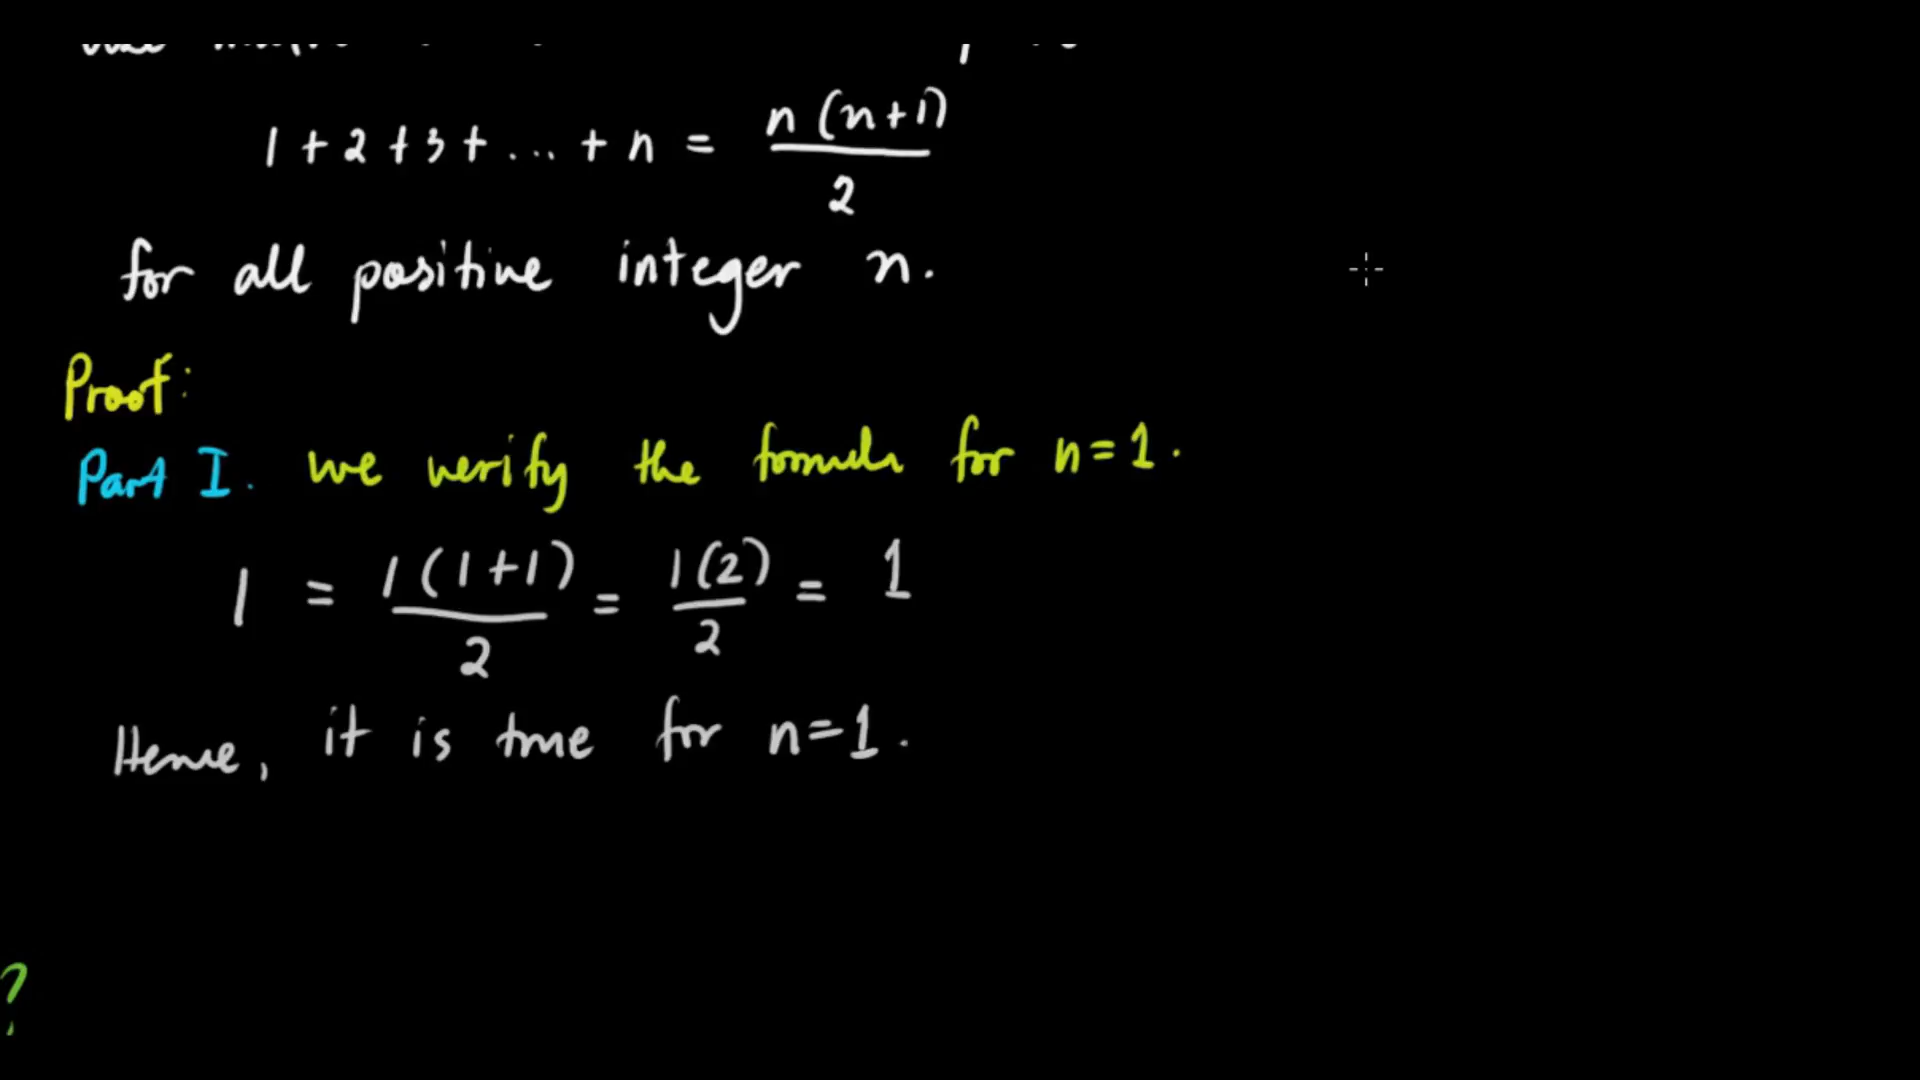 1 + 2 + 3 + ... + n = n(n+1)/2
for all positive integer n.
Proof:
Part I. we verify the formula for n=1.
1 = 1(1+1)/2 = 1(2)/2 = 1
Hence, it is true for n=1.
?